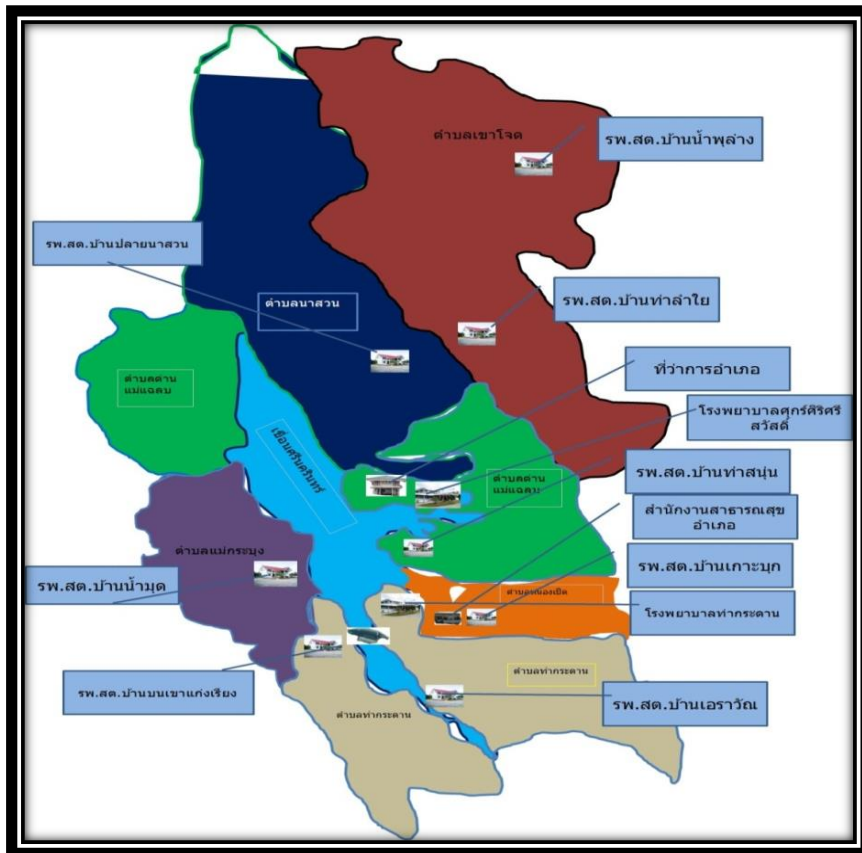 ตำบลเขาโจด
รพ.สต.บ้านน้ำพุล่าง
รพ.สต.บ้านปลายนาสวน
ตำบลนาสวน
รพ.สต.บ้านทำลำใย
ตำบลด่าน
แม่แฉลบ
ที่ว่าการอำเภอ
โรงพยาบาลศุกร์ศิริศรี
สวัสดิ์
เขื่อนศรีนครินทร์
ตำบลด่าน
แม่แฉลบ
รพ.สต.บ้านท่าสนุ่น
สำนักงานสาธารณสุข
อำเภอ
ตำบลแม่กระบุง
รพ.สต.บ้านน้ำมุด
รพ.สต.บ้านเกาะบุก
โรงพยาบาลท่ากระดาน
ตำบลท่ากระดาน
รพ.สต.บ้านบนเขาแก่งเรียง
ตำบลท่ากระดาน
รพ.สต.บ้านเอราวัณ